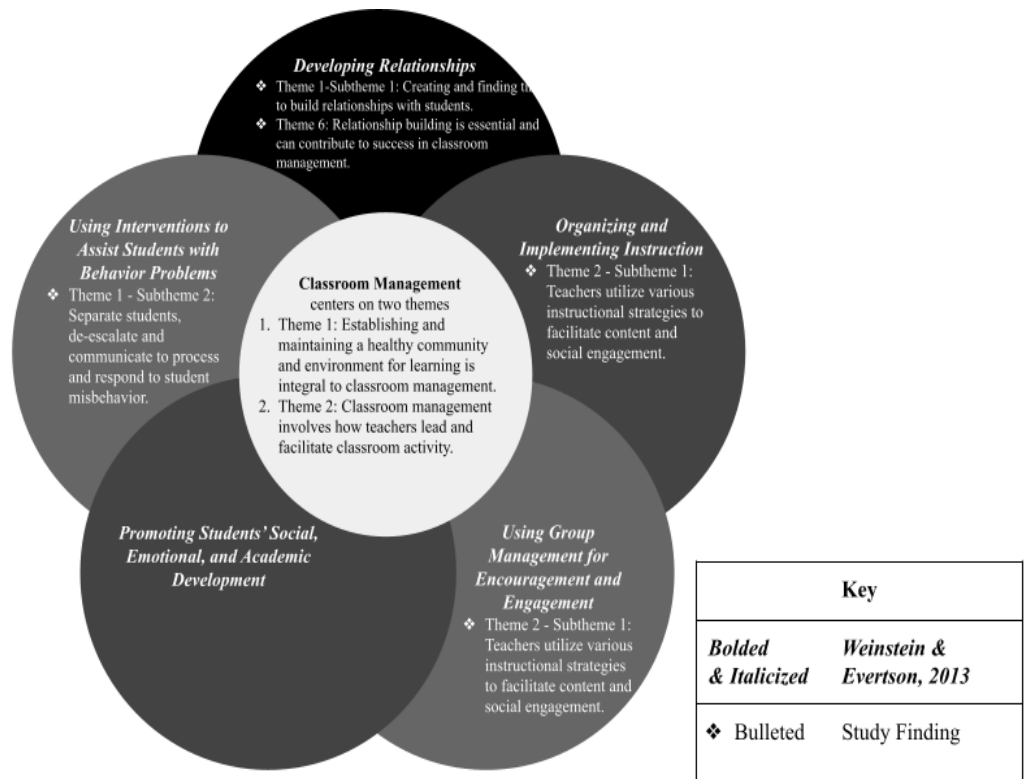 Developing Relationships
❖ Theme 1-Subtheme 1: Creating and finding
to build relationships with students.
❖ Theme 6: Relationship building is essential and
can contribute to success in classroom
management.
Using Interventions to
Assist Students with
Behavior Problems
❖ Theme 1 - Subtheme 2:
Separate students,
de-escalate and
communicate to process
and respond to student
misbehavior.
Organizing and
Implementing Instruction
❖ Theme 2 - Subtheme 1:
Teachers utilize various
instructional strategies to
facilitate content and
social engagement.
Classroom Management
centers on two themes
1. Theme 1: Establishing and
maintaining a healthy community
and environment for learning is
integral to classroom management.
2. Theme 2: Classroom management
involves how teachers lead and
facilitate classroom activity.
Promoting Students' Social,
Emotional, and Academic
Development
Using Group
Management for
Encouragement and
Engagement
❖ Theme 2 - Subtheme 1:
Teachers utilize various
instructional strategies
to facilitate content and
social engagement.
Key
Bolded Weinstein &
& Italicized Evertson, 2013
❖ Bulleted Study Finding